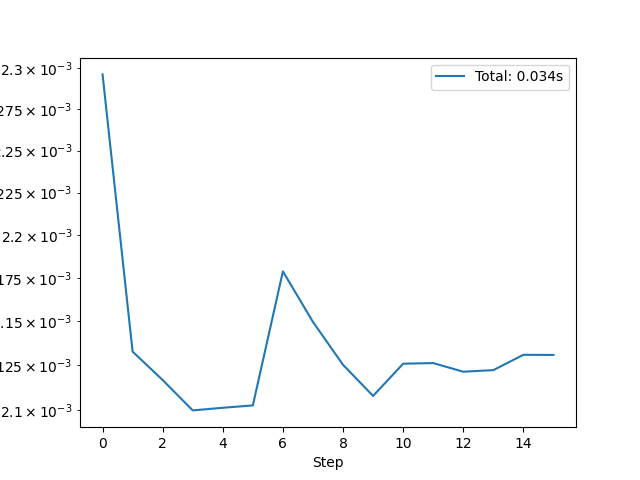 Total: 0.034s
2.3 × 10⁻³
275 × 10⁻³
2.25 × 10⁻³
225 × 10⁻³
2.2 × 10⁻³
175 × 10⁻³
.15 × 10⁻³
125 × 10⁻³
2.1 × 10⁻³
0 2 4 6 8 10 12 14
Step